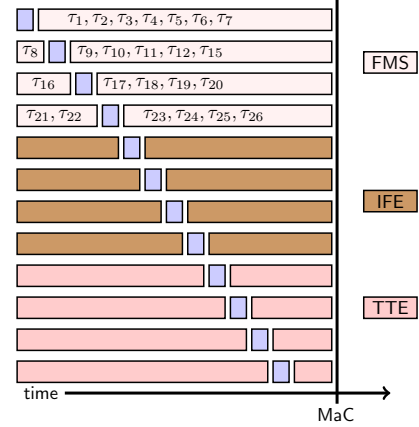 τ1, τ2, τ3, τ4, τ5, τ6, τ7
τ8 τ9, τ10, τ11, τ12, τ15
FMS
τ16 τ17, τ18, τ19, τ20
τ21, τ22 τ23, τ24, τ25, τ26
IFE
TTE
time
MaC